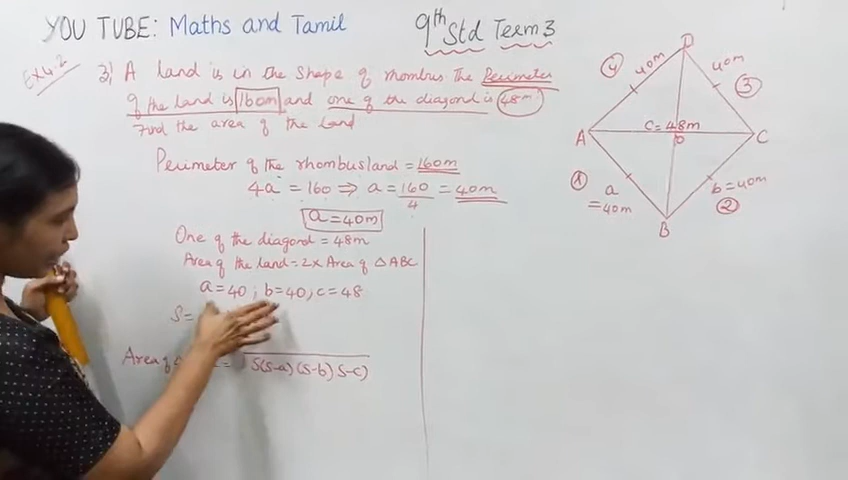 YOU TUBE: Maths and Tamil
9th Std Term 3
Ex 4.2
3) A land is in the shape of rhombus. The Perimeter
of the land is 160m and one of the diagonal is 48m.
Find the area of the land
Perimeter of the rhombus land = 160m
4a = 160 ⇒ a = 160/4 = 40m
a = 40m
One of the diagonal = 48m
Area of the land = 2 x Area of △ABC
a = 40; b = 40, c = 48
S =
Area of
S(S-a) (S-b) S-c)
D
4
40m
40m
3
C = 48m
A
0
C
1
a
= 40m
b = 40m
2
B